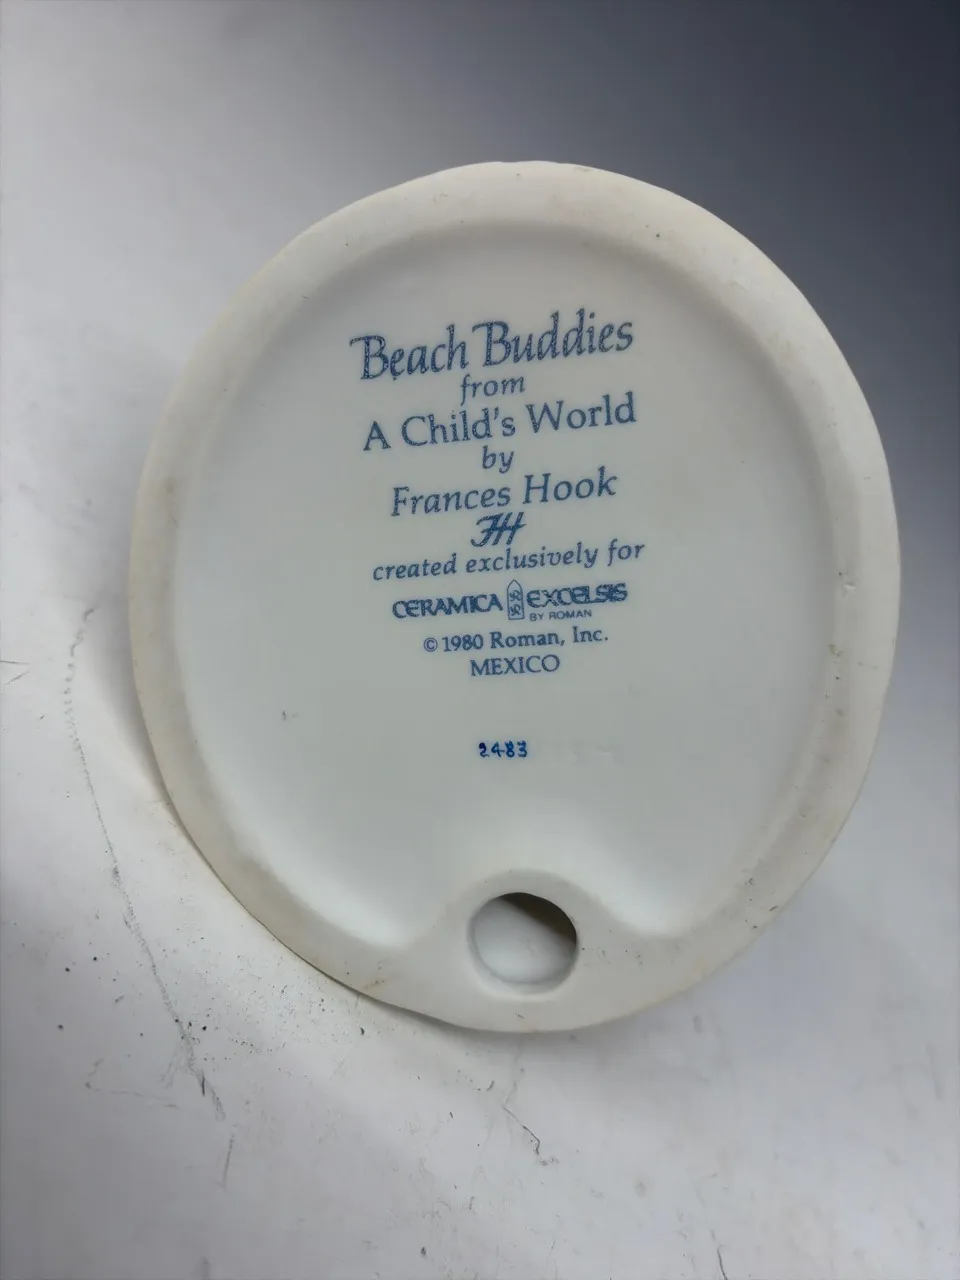 Beach Buddies
from
A Child's World
by
Frances Hook
FH
created exclusively for
CERAMICA EXCELSIS
BY ROMAN
© 1980 Roman, Inc.
MEXICO
2483